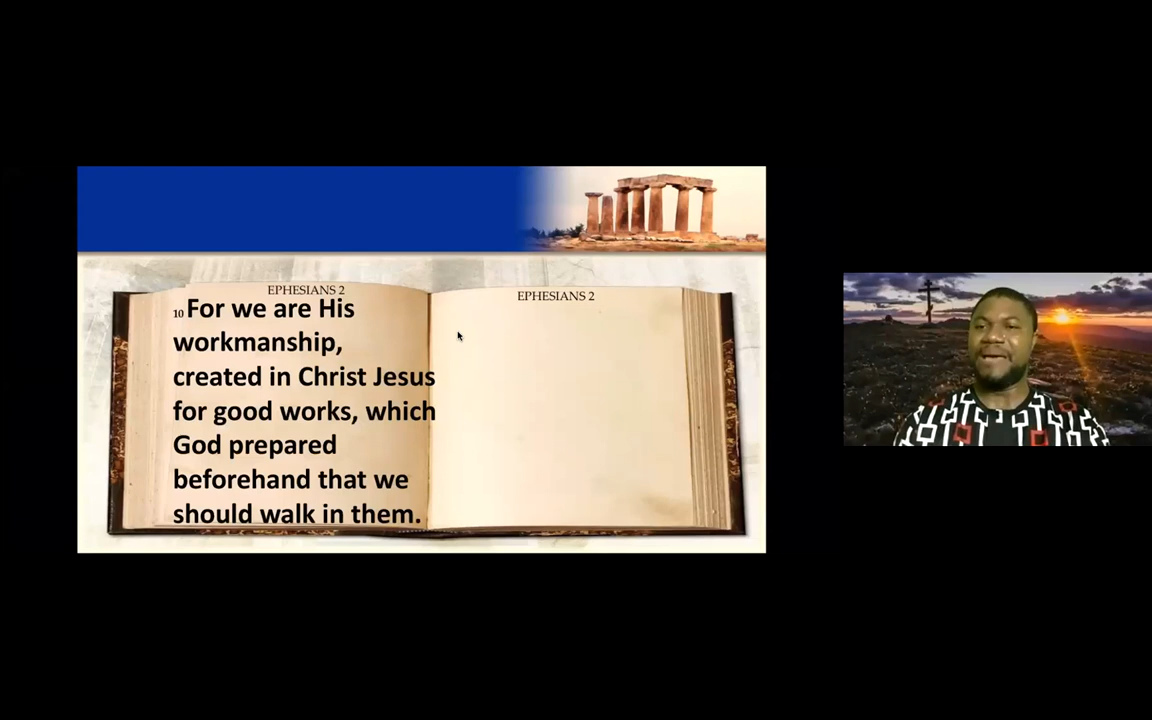 EPHESIANS 2
10 For we are His
workmanship,
created in Christ Jesus
for good works, which
God prepared
beforehand that we
should walk in them.
EPHESIANS 2